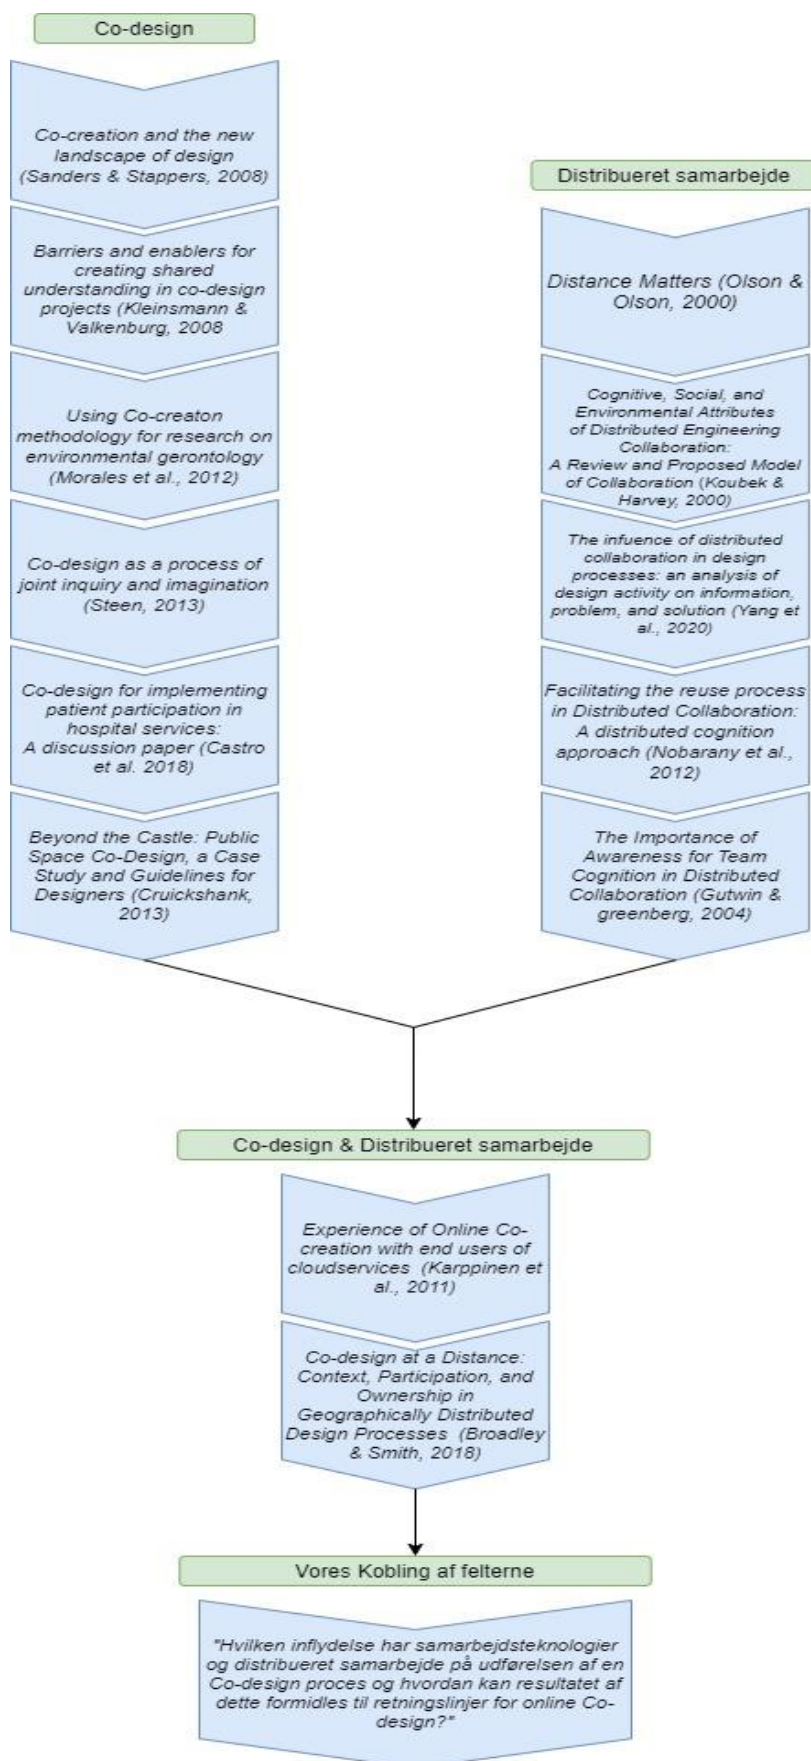 Co-design
Co-creation and the new
landscape of design
(Sanders & Stappers, 2008)
Barriers and enablers for
creating shared
understanding in co-design
projects (Kleinsmann &
Valkenburg, 2008
Using Co-creaton
methodology for research on
environmental gerontology
(Morales et al., 2012)
Co-design as a process of
joint inquiry and imagination
(Steen, 2013)
Co-design for implementing
patient participation in
hospital services:
A discussion paper (Castro
et al. 2018)
Beyond the Castle: Public
Space Co-Design, a Case
Study and Guidelines for
Designers (Cruickshank,
2013)
Distribueret samarbejde
Distance Matters (Olson &
Olson, 2000)
Cognitive, Social, and
Environmental Attributes
of Distributed Engineering
Collaboration:
A Review and Proposed Model
of Collaboration (Koubek &
Harvey, 2000)
The infuence of distributed
collaboration in design
processes: an analysis of
design activity on information,
problem, and solution (Yang et
al., 2020)
Facilitating the reuse process
in Distributed Collaboration:
A distributed cognition
approach (Nobarany et al.,
2012)
The Importance of
Awareness for Team
Cognition in Distributed
Collaboration (Gutwin &
greenberg, 2004)
Co-design & Distribueret samarbejde
Experience of Online Co-
creation with end users of
cloudservices (Karppinen et
al., 2011)
Co-design at a Distance:
Context, Participation, and
Ownership in
Geographically Distributed
Design Processes (Broadley
& Smith, 2018)
Vores Kobling af felterne
"Hvilken inflydelse har samarbejdsteknologier
og distribueret samarbejde på udførelsen af en
Co-design proces og hvordan kan resultatet af
dette formidles til retningslinjer for online Co-
design?"